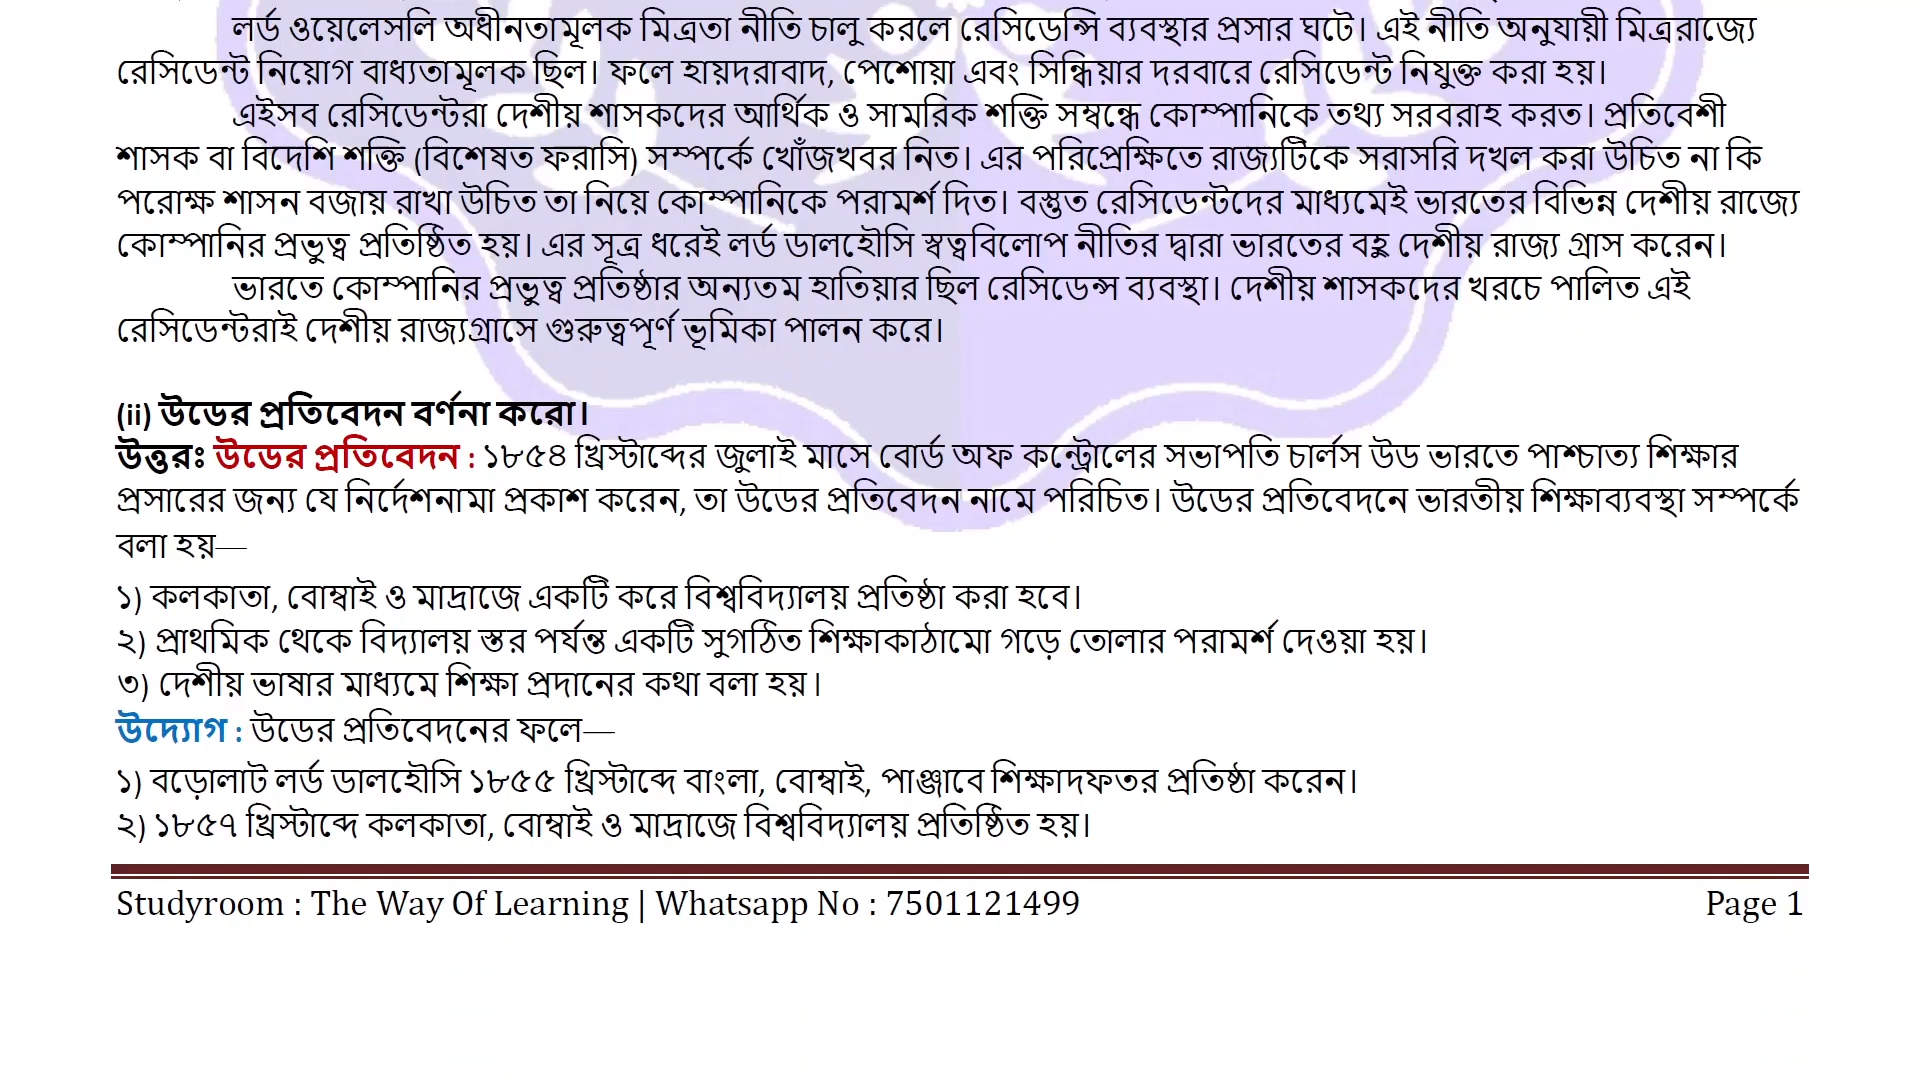 লর্ড ওয়েলেসলি অধীনতামূলক মিত্রতা নীতি চালু করলে রেসিডেন্সি ব্যবস্থার প্রসার ঘটে। এই নীতি অনুযায়ী মিত্ররাজ্যে
রেসিডেন্ট নিয়োগ বাধ্যতামূলক ছিল। ফলে হায়দরাবাদ, পেশোয়া এবং সিন্ধিয়ার দরবারে রেসিডেন্ট নিযুক্ত করা হয়।
এইসব রেসিডেন্টরা দেশীয় শাসকদের আর্থিক ও সামরিক শক্তি সম্বন্ধে কোম্পানিকে তথ্য সরবরাহ করত। প্রতিবেশী
শাসক বা বিদেশি শক্তি (বিশেষত ফরাসি) সম্পর্কে খোঁজখবর নিত। এর পরিপ্রেক্ষিতে রাজ্যটিকে সরাসরি দখল করা উচিত না কি
পরোক্ষ শাসন বজায় রাখা উচিত তা নিয়ে কোম্পানিকে পরামর্শ দিত। বস্তুত রেসিডেন্টদের মাধ্যমেই ভারতের বিভিন্ন দেশীয় রাজ্যে
কোম্পানির প্রভুত্ব প্রতিষ্ঠিত হয়। এর সূত্র ধরেই লর্ড ডালহৌসি স্বত্ববিলোপ নীতির দ্বারা ভারতের বহু দেশীয় রাজ্য গ্রাস করেন।
ভারতে কোম্পানির প্রভুত্ব প্রতিষ্ঠার অন্যতম হাতিয়ার ছিল রেসিডেন্স ব্যবস্থা। দেশীয় শাসকদের খরচে পালিত এই
রেসিডেন্টরাই দেশীয় রাজ্যগ্রাসে গুরুত্বপূর্ণ ভূমিকা পালন করে।
(ii) উডের প্রতিবেদন বর্ণনা করো।
উত্তরঃ উডের প্রতিবেদন : ১৮৫৪ খ্রিস্টাব্দের জুলাই মাসে বোর্ড অফ কন্ট্রোলের সভাপতি চার্লস উড ভারতে পাশ্চাত্য শিক্ষার
প্রসারের জন্য যে নির্দেশনামা প্রকাশ করেন, তা উডের প্রতিবেদন নামে পরিচিত। উডের প্রতিবেদনে ভারতীয় শিক্ষাব্যবস্থা সম্পর্কে
বলা হয়—
১) কলকাতা, বোম্বাই ও মাদ্রাজে একটি করে বিশ্ববিদ্যালয় প্রতিষ্ঠা করা হবে।
২) প্রাথমিক থেকে বিদ্যালয় স্তর পর্যন্ত একটি সুগঠিত শিক্ষাকাঠামো গড়ে তোলার পরামর্শ দেওয়া হয়।
৩) দেশীয় ভাষার মাধ্যমে শিক্ষা প্রদানের কথা বলা হয়।
উদ্যোগ : উডের প্রতিবেদনের ফলে—
১) বড়োলাট লর্ড ডালহৌসি ১৮৫৫ খ্রিস্টাব্দে বাংলা, বোম্বাই, পাঞ্জাবে শিক্ষাদফতর প্রতিষ্ঠা করেন।
২) ১৮৫৭ খ্রিস্টাব্দে কলকাতা, বোম্বাই ও মাদ্রাজে বিশ্ববিদ্যালয় প্রতিষ্ঠিত হয়।
Studyroom : The Way Of Learning | Whatsapp No : 7501121499 Page 1